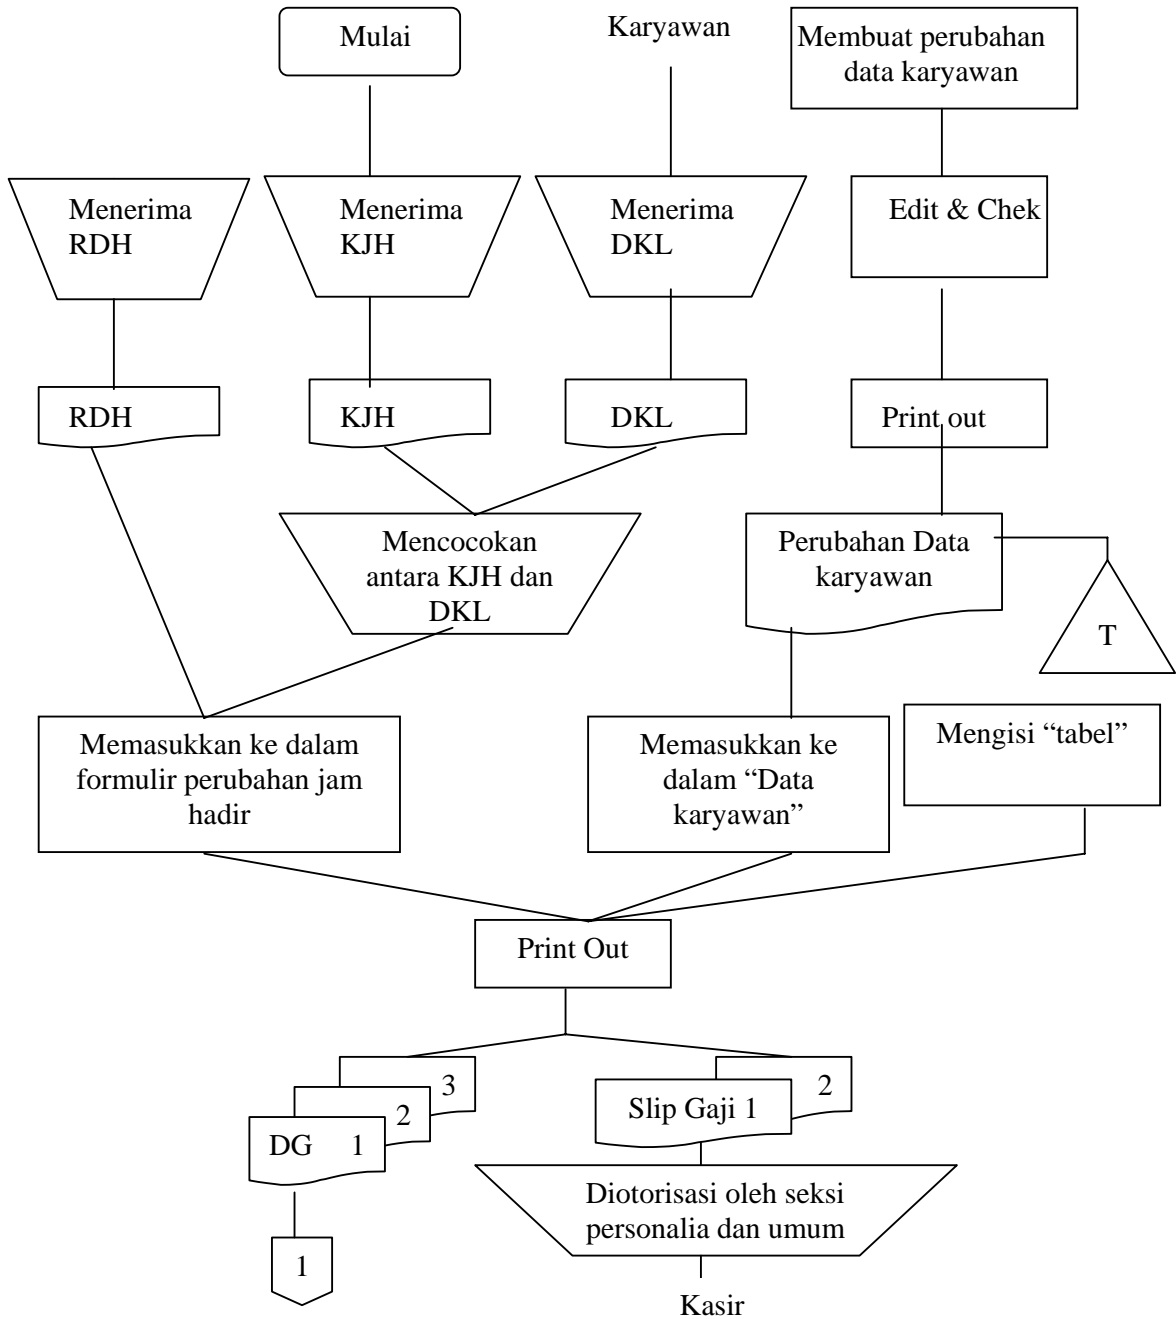 Mulai
Karyawan
Membuat perubahan
data karyawan
Menerima
RDH
Menerima
KJH
Menerima
DKL
Edit & Chek
RDH
KJH
DKL
Print out
Mencocokan
antara KJH dan
DKL
Perubahan Data
karyawan
T
Memasukkan ke dalam
formulir perubahan jam
hadir
Memasukkan ke
dalam “Data
karyawan”
Mengisi “tabel”
Print Out
3
2
DG 1
2
Slip Gaji 1
Diotorisasi oleh seksi
personalia dan umum
1
Kasir